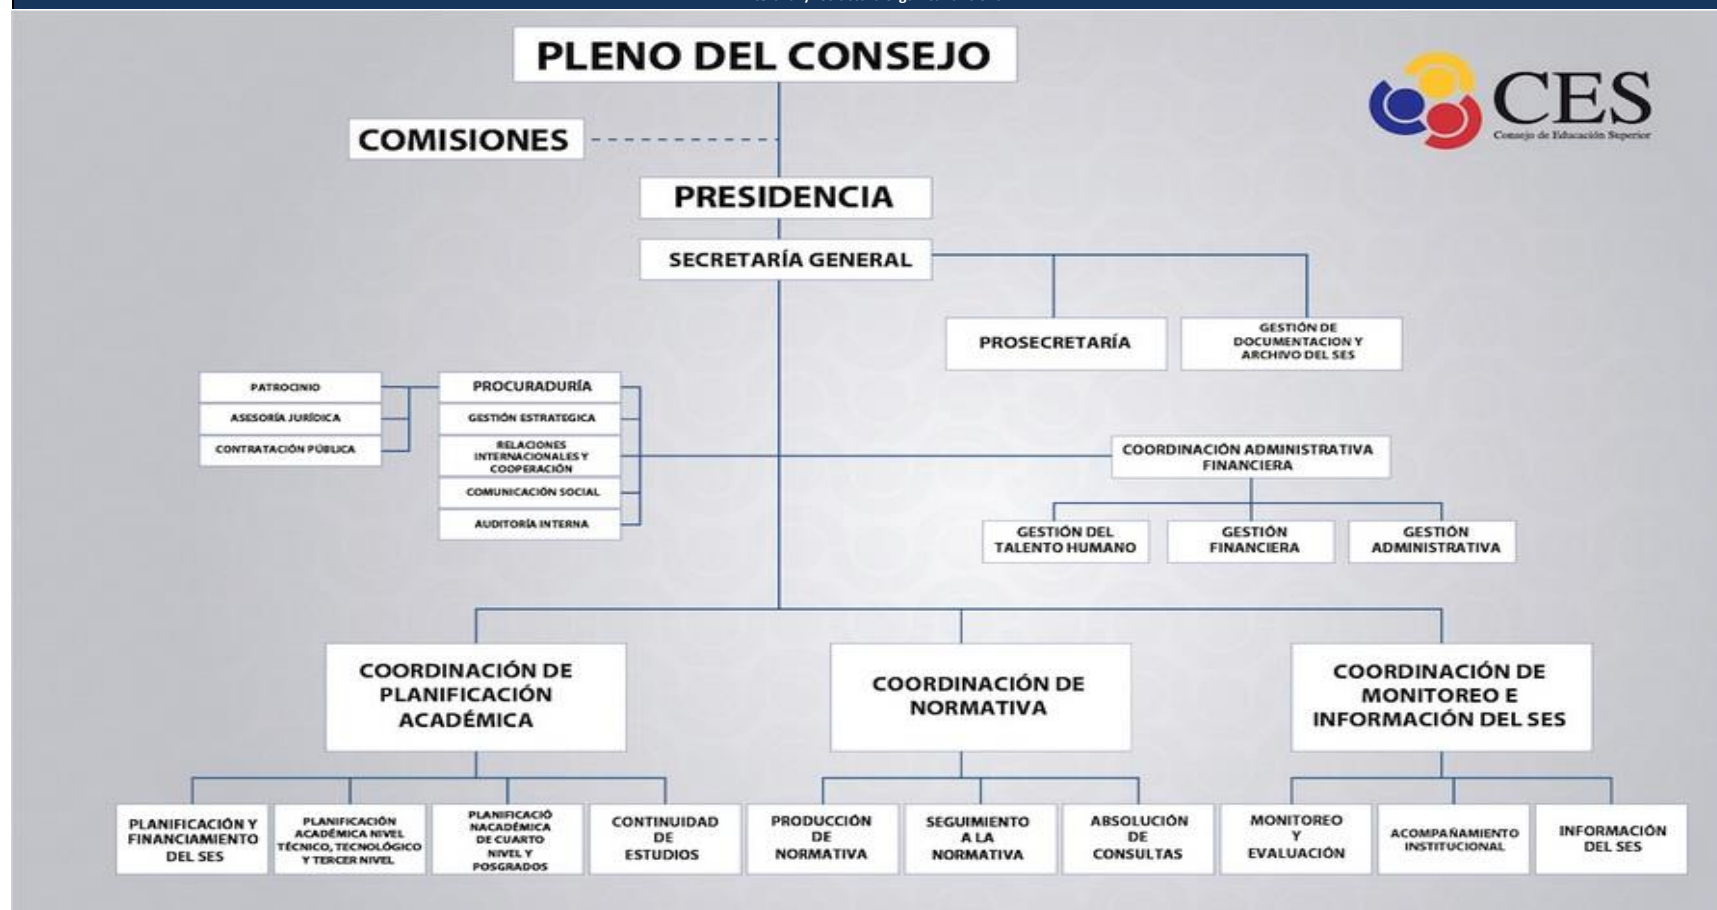 PLENO DEL CONSEJO
CES
Consejo de Educación Superior
COMISIONES
PRESIDENCIA
SECRETARÍA GENERAL
PROSECRETARÍA
GESTIÓN DE
DOCUMENTACION Y
ARCHIVO DEL SES
PATROCINIO
ASESORÍA JURÍDICA
CONTRATACIÓN PÚBLICA
PROCURADURÍA
GESTIÓN ESTRATEGICA
RELACIONES
INTERNACIONALES Y
COOPERACIÓN
COMUNICACIÓN SOCIAL
AUDITORÍA INTERNA
COORDINACIÓN ADMINISTRATIVA
FINANCIERA
GESTIÓN DEL
TALENTO HUMANO
GESTIÓN
FINANCIERA
GESTIÓN
ADMINISTRATIVA
COORDINACIÓN DE
PLANIFICACIÓN
ACADÉMICA
COORDINACIÓN DE
NORMATIVA
COORDINACIÓN DE
MONITOREO E
INFORMACIÓN DEL SES
PLANIFICACIÓN Y
FINANCIAMIENTO
DEL SES
PLANIFICACIÓN
ACADÉMICA NIVEL
TÉCNICO, TECNOLÓGICO
Y TERCER NIVEL
PLANIFICACIÓ
NACADÉMICA
DE CUARTO
NIVEL Y
POSGRADOS
CONTINUIDAD
DE
ESTUDIOS
PRODUCCIÓN
DE
NORMATIVA
SEGUIMIENTO
A LA
NORMATIVA
ABSOLUCIÓN
DE
CONSULTAS
MONITOREO
Y
EVALUACIÓN
ACOMPAÑAMIENTO
INSTITUCIONAL
INFORMACIÓN
DEL SES